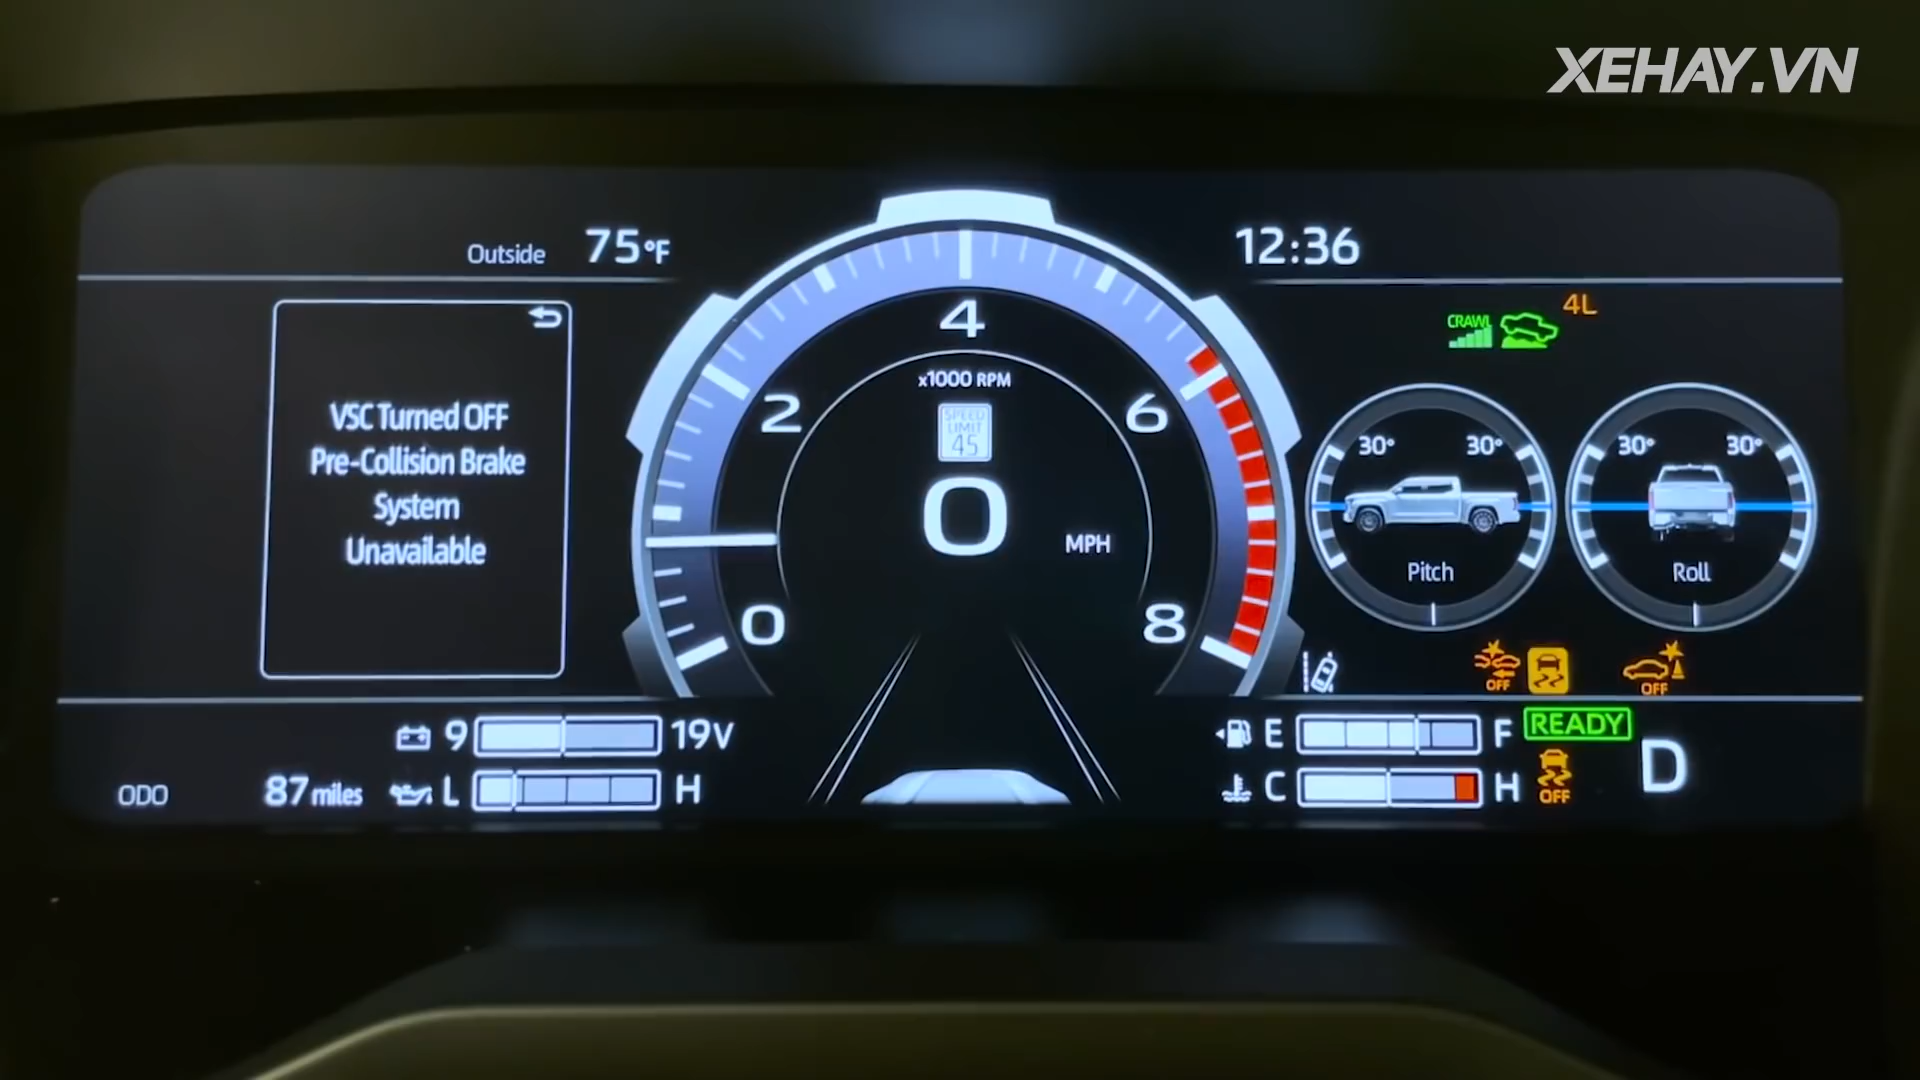 XEHAY.VN
Outside 75°F
12:36
VSC Turned OFF
Pre-Collision Brake
System
Unavailable
4
x1000 RPM
SPEED
LIMIT
45
2
6
0
MPH
0
8
CRAWL
4L
30° 30°
Pitch
30° 30°
Roll
OFF
OFF
9 19V
L H
ODO 87 miles
E F
READY
C H
OFF
D